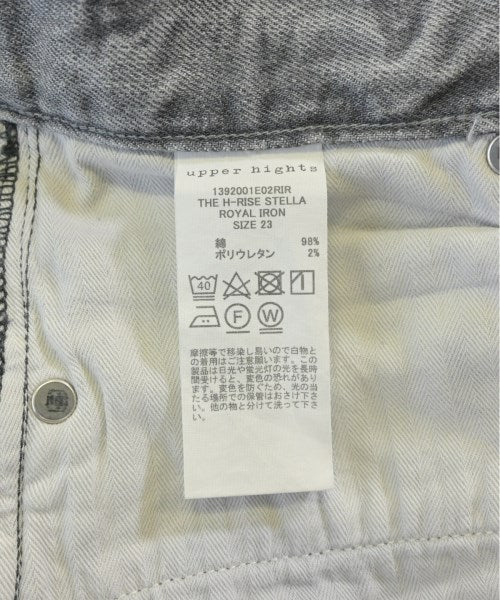 upper hights
1392001E02RIR
THE H-RISE STELLA
ROYAL IRON
SIZE 23
綿 98%
ポリウレタン 2%
40
F W
摩擦等で移染し易いので白物と
の着用はご注意願います。この
製品は日光や蛍光灯の光を長時
間受けると、変色の恐れがあり
ます。変色を防ぐため、光の当
たる場所での保管はおさけ下さ
い。他の物と分けて洗って下さ
い。